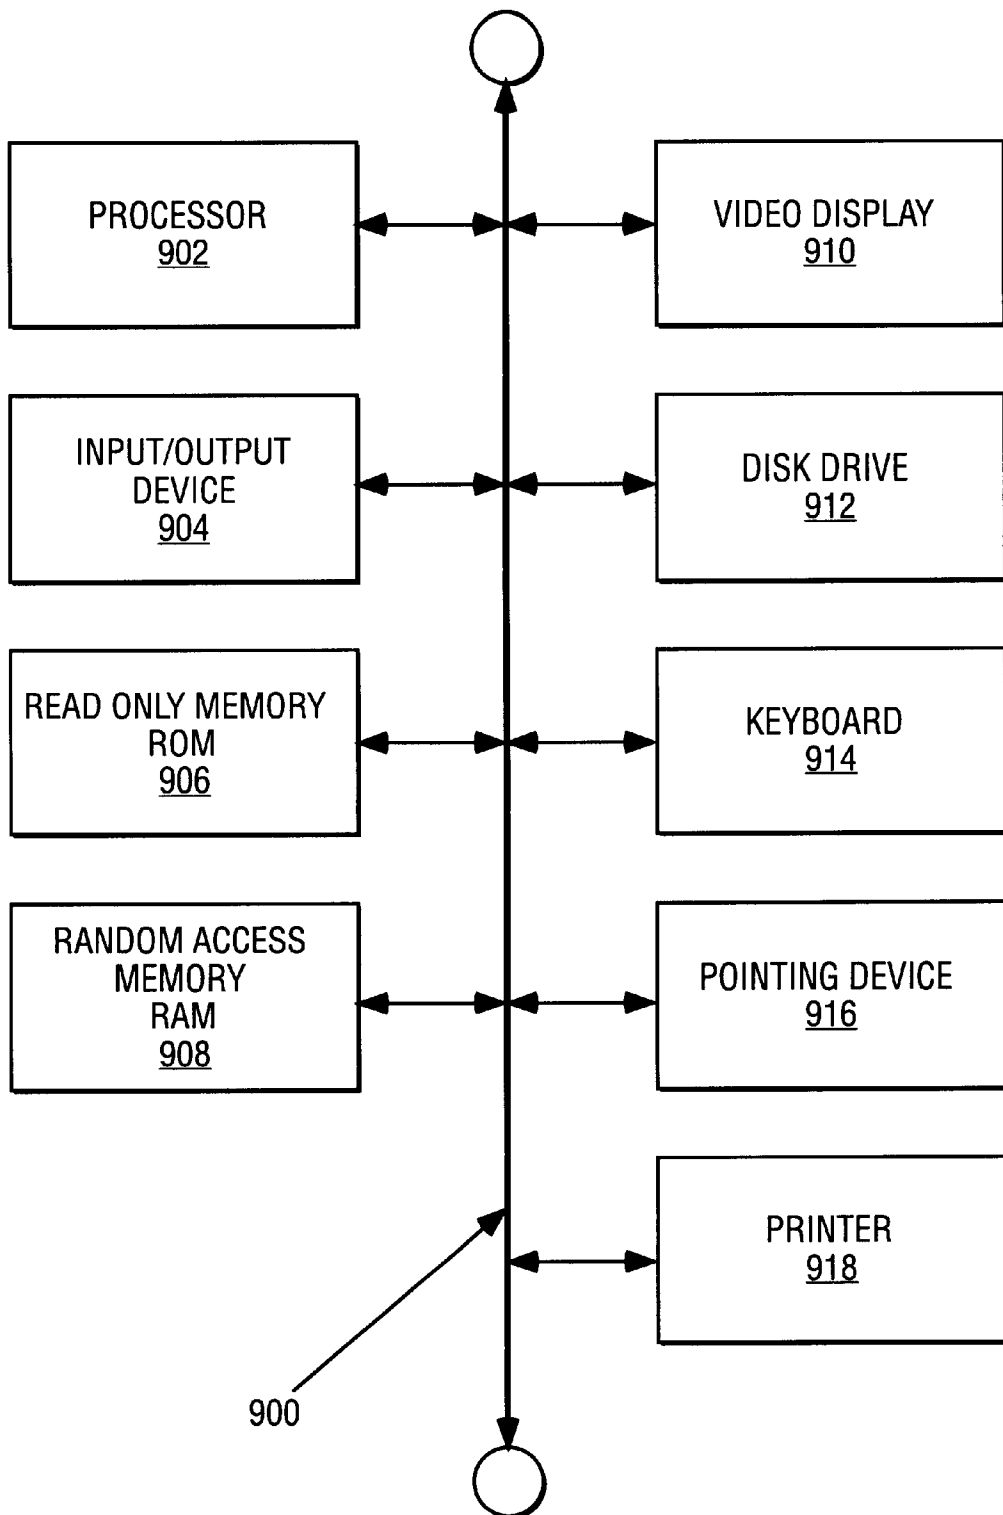 PROCESSOR
902
VIDEO DISPLAY
910
INPUT/OUTPUT
DEVICE
904
DISK DRIVE
912
READ ONLY MEMORY
ROM
906
KEYBOARD
914
RANDOM ACCESS
MEMORY
RAM
908
POINTING DEVICE
916
PRINTER
918
900